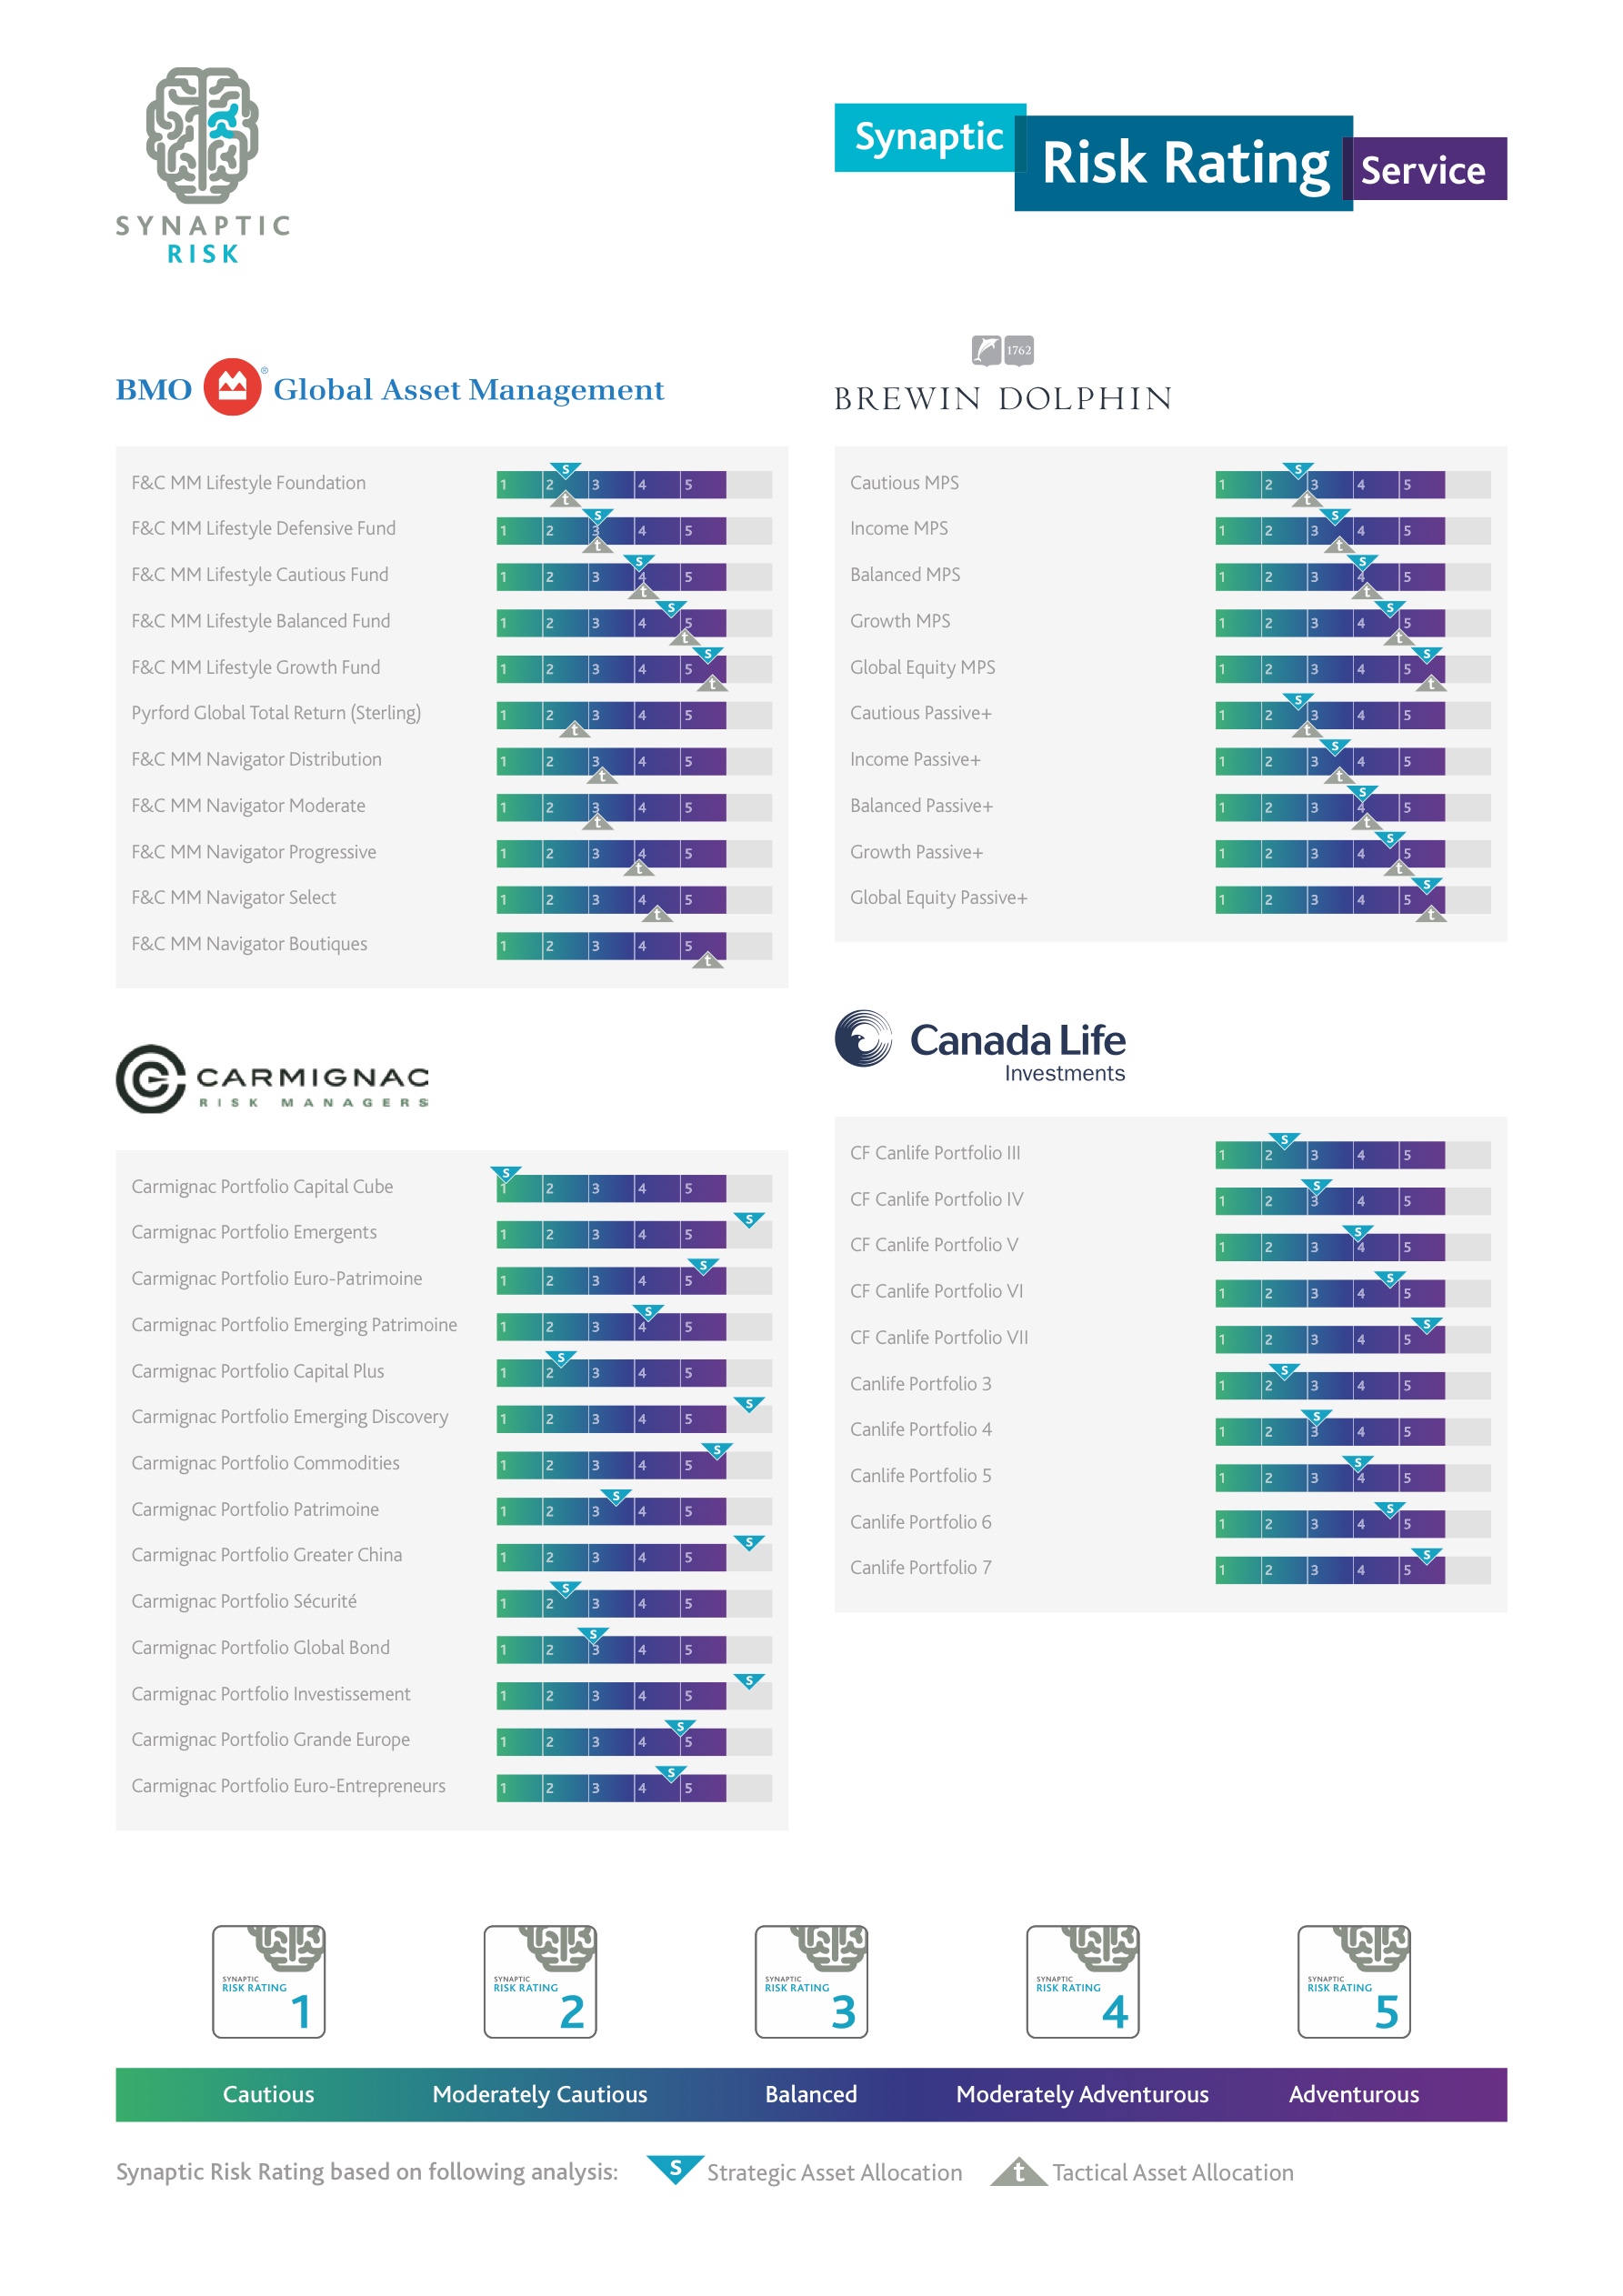 SYNAPTIC
RISK
Synaptic Risk Rating Service
BMO ® Global Asset Management
F&C MM Lifestyle Foundation 1 2 3 4 5 s t
F&C MM Lifestyle Defensive Fund 1 2 3 4 5 s t
F&C MM Lifestyle Cautious Fund 1 2 3 4 5 s t
F&C MM Lifestyle Balanced Fund 1 2 3 4 5 s t
F&C MM Lifestyle Growth Fund 1 2 3 4 5 s t
Pyrford Global Total Return (Sterling) 1 2 3 4 5 t
F&C MM Navigator Distribution 1 2 3 4 5 t
F&C MM Navigator Moderate 1 2 3 4 5 t
F&C MM Navigator Progressive 1 2 3 4 5 t
F&C MM Navigator Select 1 2 3 4 5 t
F&C MM Navigator Boutiques 1 2 3 4 5 t
1762
BREWIN DOLPHIN
Cautious MPS 1 2 3 4 5 s t
Income MPS 1 2 3 4 5 s t
Balanced MPS 1 2 3 4 5 s t
Growth MPS 1 2 3 4 5 s t
Global Equity MPS 1 2 3 4 5 s t
Cautious Passive+ 1 2 3 4 5 s t
Income Passive+ 1 2 3 4 5 s t
Balanced Passive+ 1 2 3 4 5 s t
Growth Passive+ 1 2 3 4 5 s t
Global Equity Passive+ 1 2 3 4 5 s t
CARMIGNAC
RISK MANAGERS
Carmignac Portfolio Capital Cube 1 2 3 4 5 s
Carmignac Portfolio Emergents 1 2 3 4 5 s
Carmignac Portfolio Euro-Patrimoine 1 2 3 4 5 s
Carmignac Portfolio Emerging Patrimoine 1 2 3 4 5 s
Carmignac Portfolio Capital Plus 1 2 3 4 5 s
Carmignac Portfolio Emerging Discovery 1 2 3 4 5 s
Carmignac Portfolio Commodities 1 2 3 4 5 s
Carmignac Portfolio Patrimoine 1 2 3 4 5 s
Carmignac Portfolio Greater China 1 2 3 4 5 s
Carmignac Portfolio Sécurité 1 2 3 4 5 s
Carmignac Portfolio Global Bond 1 2 3 4 5 s
Carmignac Portfolio Investissement 1 2 3 4 5 s
Carmignac Portfolio Grande Europe 1 2 3 4 5 s
Carmignac Portfolio Euro-Entrepreneurs 1 2 3 4 5 s
Canada Life
Investments
CF Canlife Portfolio III 1 2 3 4 5 s
CF Canlife Portfolio IV 1 2 3 4 5 s
CF Canlife Portfolio V 1 2 3 4 5 s
CF Canlife Portfolio VI 1 2 3 4 5 s
CF Canlife Portfolio VII 1 2 3 4 5 s
Canlife Portfolio 3 1 2 3 4 5 s
Canlife Portfolio 4 1 2 3 4 5 s
Canlife Portfolio 5 1 2 3 4 5 s
Canlife Portfolio 6 1 2 3 4 5 s
Canlife Portfolio 7 1 2 3 4 5 s
SYNAPTIC
RISK RATING
1
SYNAPTIC
RISK RATING
2
SYNAPTIC
RISK RATING
3
SYNAPTIC
RISK RATING
4
SYNAPTIC
RISK RATING
5
Cautious Moderately Cautious Balanced Moderately Adventurous Adventurous
Synaptic Risk Rating based on following analysis: s Strategic Asset Allocation t Tactical Asset Allocation